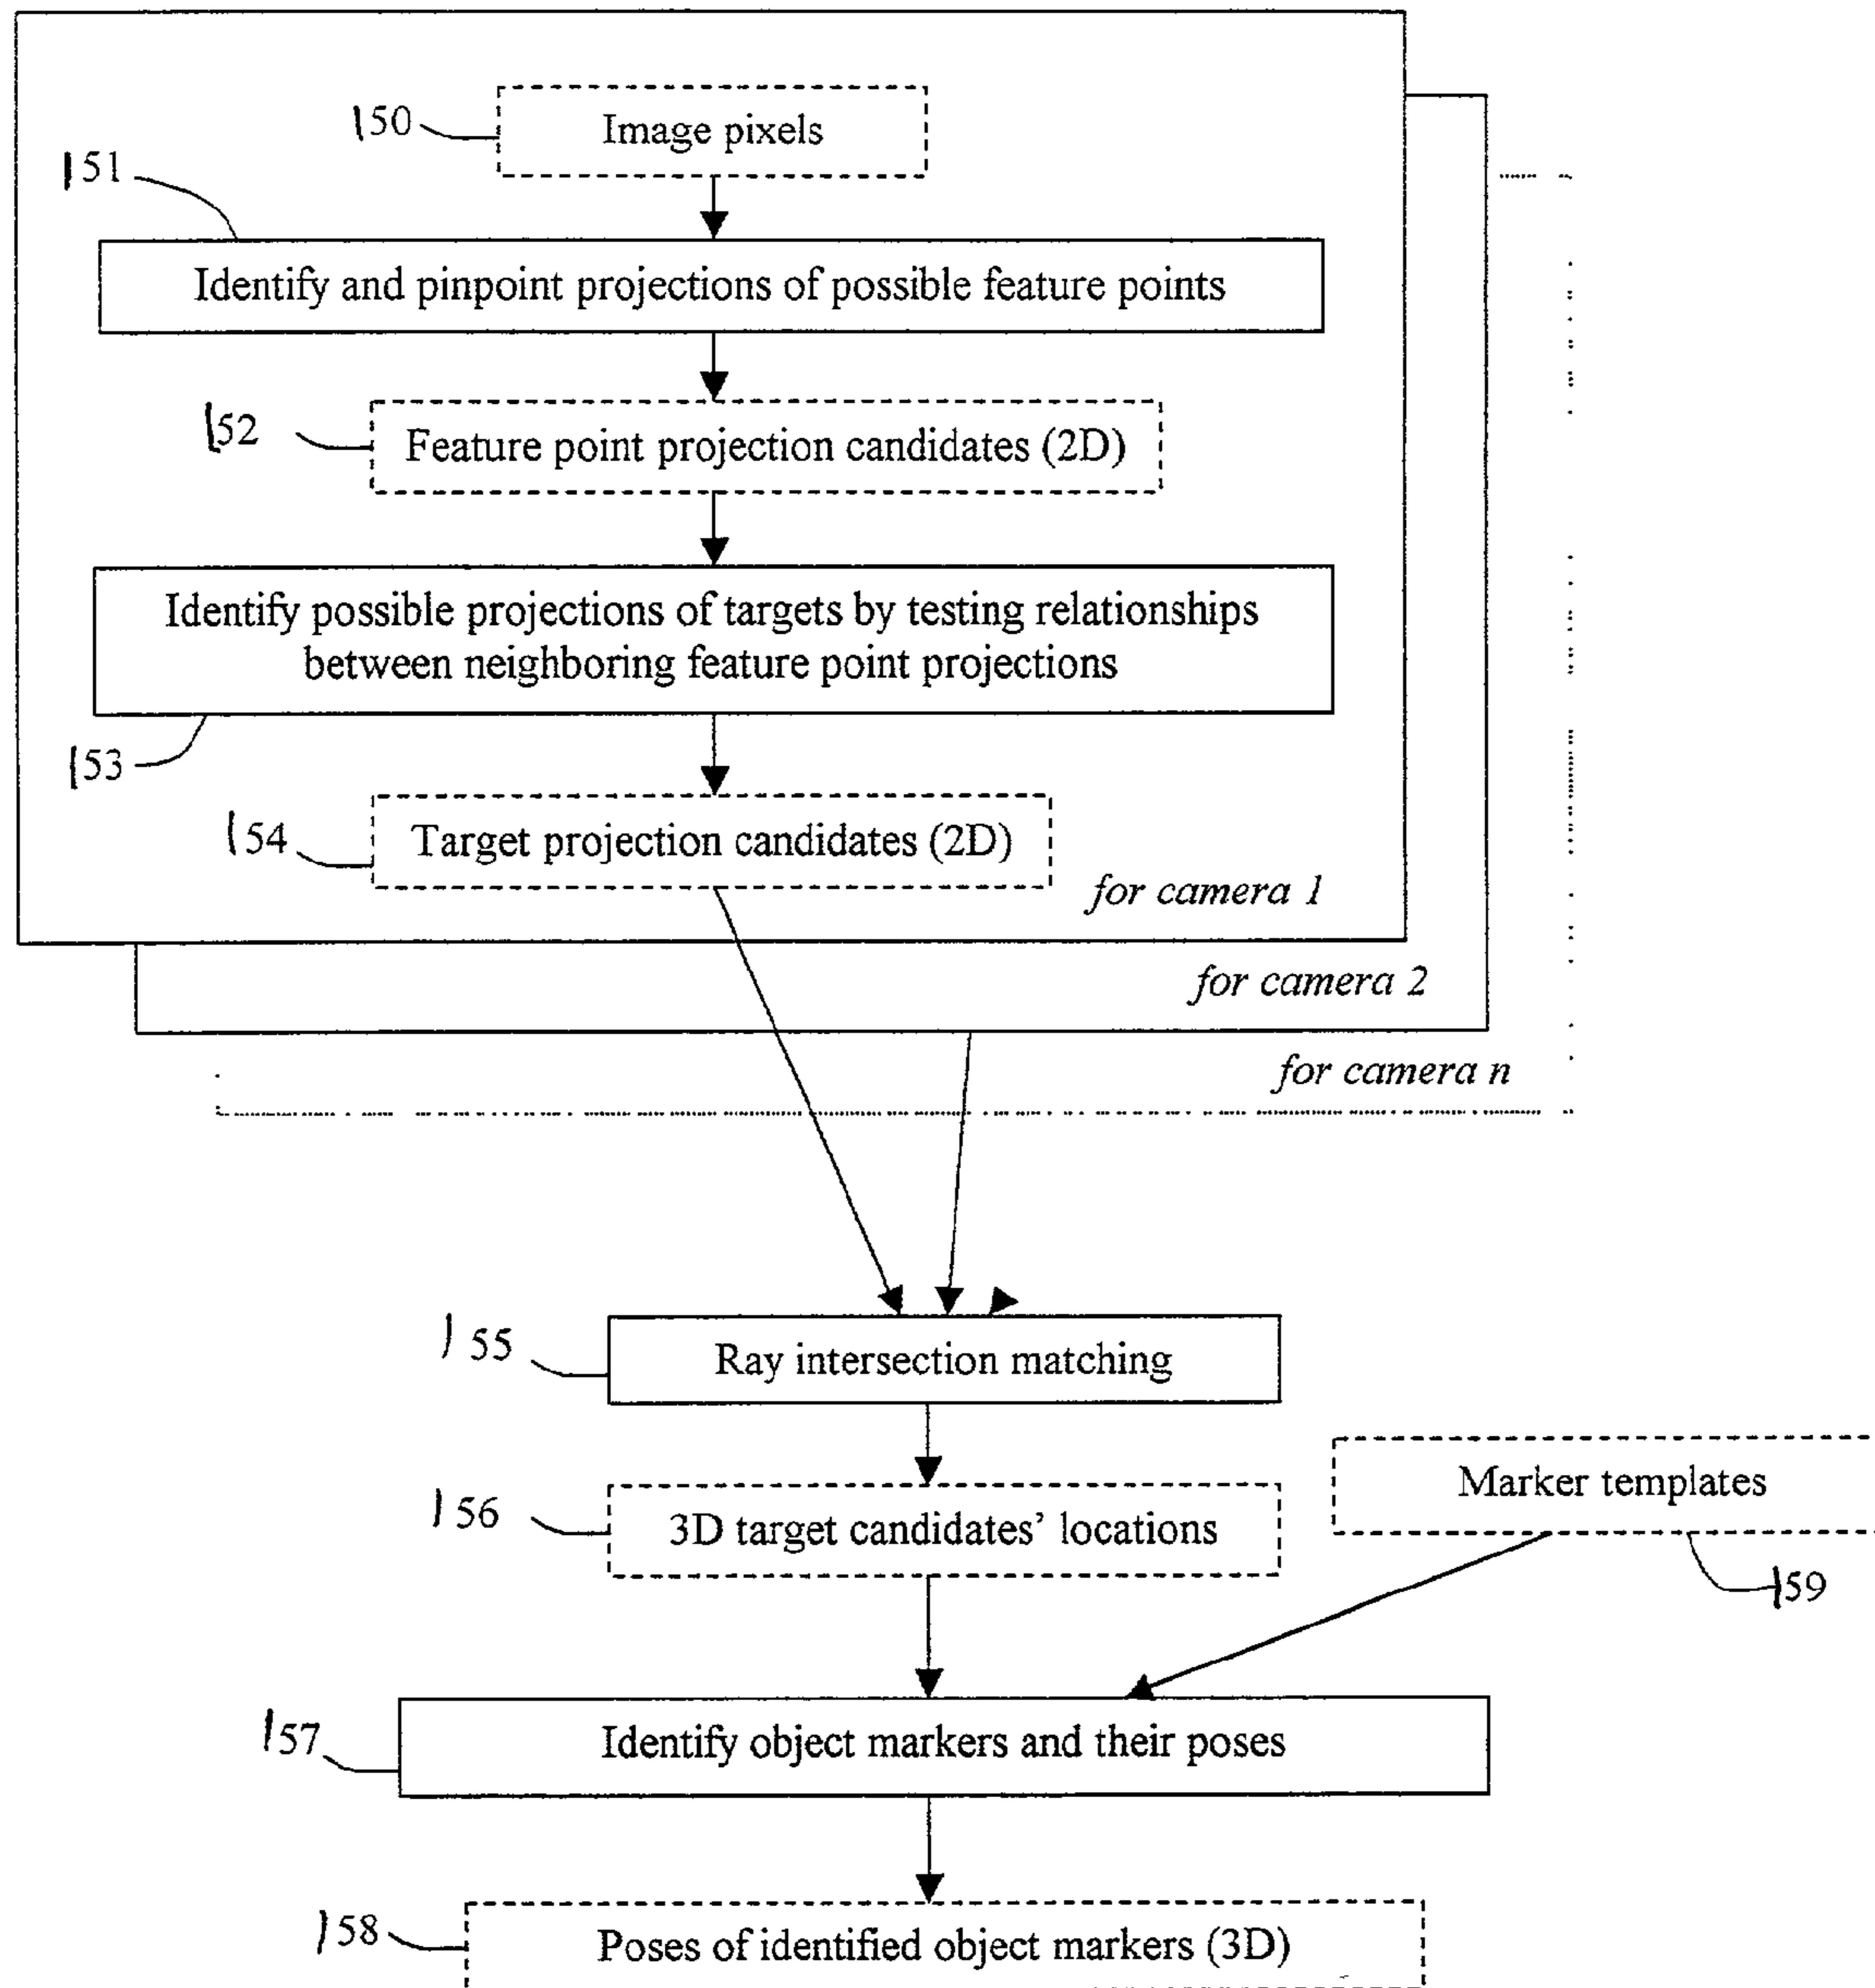 150
Image pixels
151
Identify and pinpoint projections of possible feature points
152
Feature point projection candidates (2D)
Identify possible projections of targets by testing relationships
between neighboring feature point projections
153
154
Target projection candidates (2D)
for camera 1
for camera 2
for camera n
155
Ray intersection matching
Marker templates
156
3D target candidates’ locations
159
157
Identify object markers and their poses
158
Poses of identified object markers (3D)